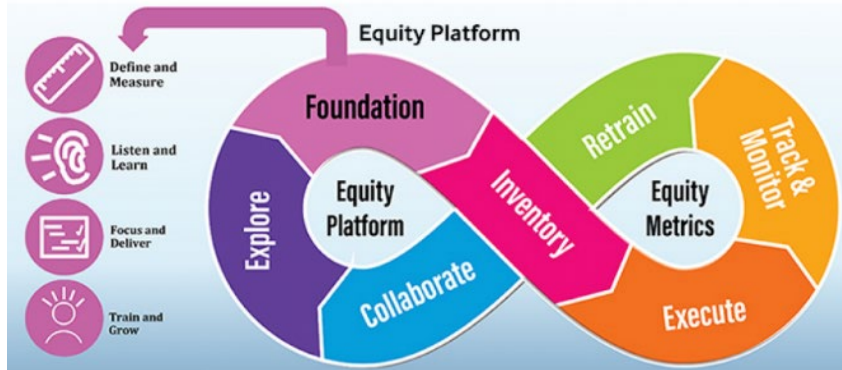 Equity Platform
Define and
Measure
Listen and
Learn
Focus and
Deliver
Train and
Grow
Foundation
Explore
Equity
Platform
Collaborate
Inventory
Retrain
Equity
Metrics
Track &
Monitor
Execute